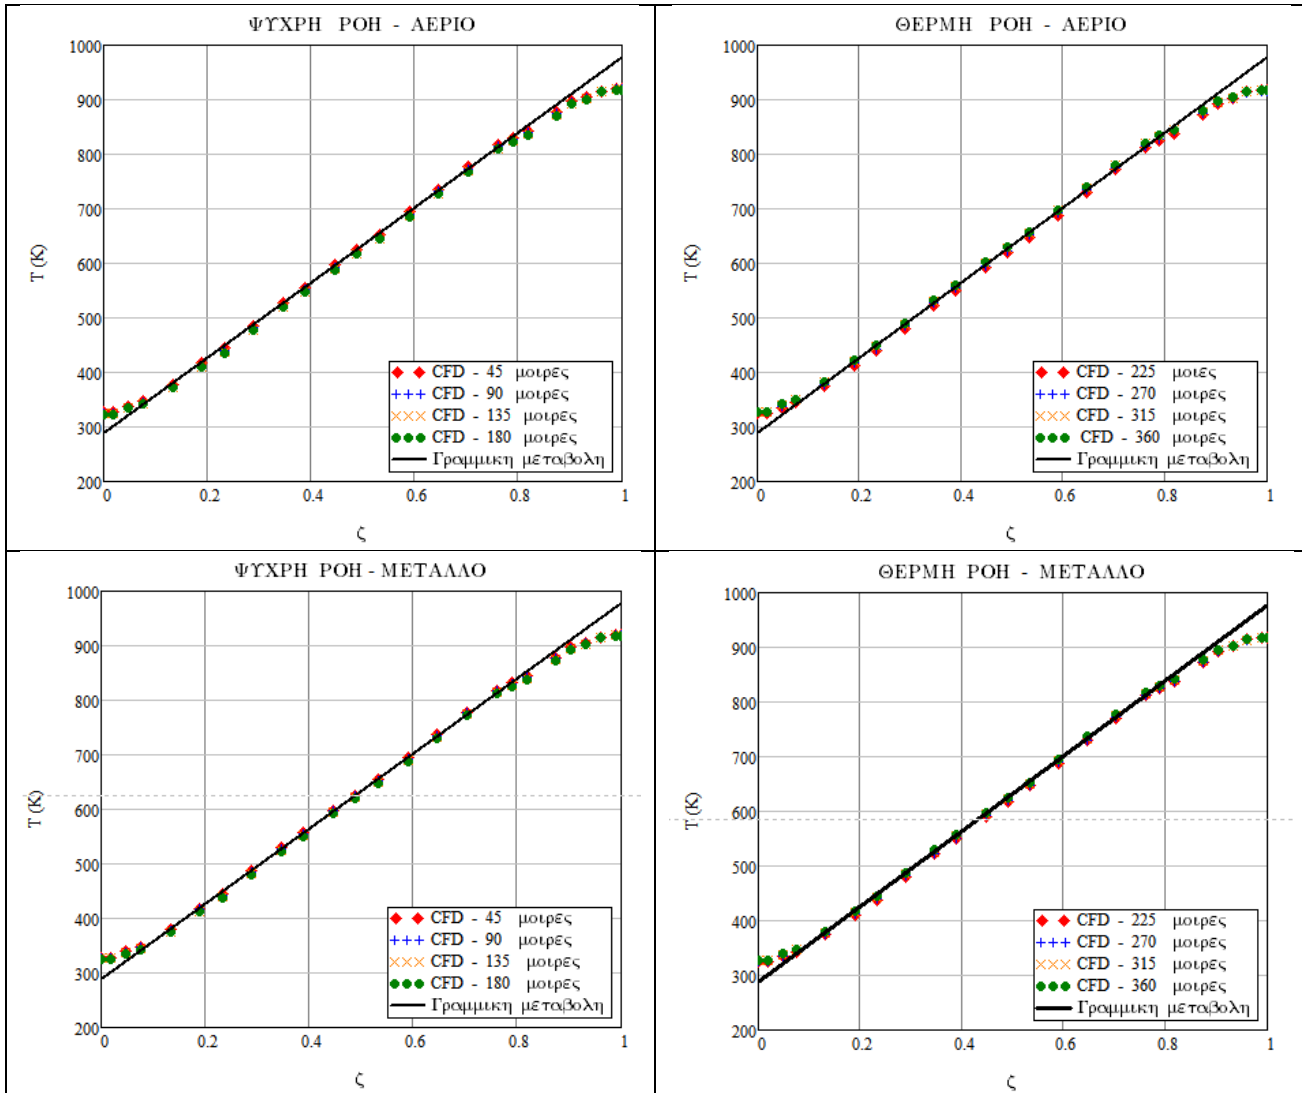 ΨΥΧΡΗ ΡΟΗ - ΑΕΡΙΟ
1000
900
800
700
600
500
400
300
200
T (K)
CFD - 45 μοιρες
CFD - 90 μοιρες
CFD - 135 μοιρες
CFD - 180 μοιρες
Γραμμικη μεταβολη
0 0.2 0.4 0.6 0.8 1
ζ
ΘΕΡΜΗ ΡΟΗ - ΑΕΡΙΟ
1000
900
800
700
600
500
400
300
200
T (K)
CFD - 225 μοιες
CFD - 270 μοιρες
CFD - 315 μοιρες
CFD - 360 μοιρες
Γραμμικη μεταβολη
0 0.2 0.4 0.6 0.8 1
ζ
ΨΥΧΡΗ ΡΟΗ - ΜΕΤΑΛΛΟ
1000
900
800
700
600
500
400
300
200
T (K)
CFD - 45 μοιρες
CFD - 90 μοιρες
CFD - 135 μοιρες
CFD - 180 μοιρες
Γραμμικη μεταβολη
0 0.2 0.4 0.6 0.8 1
ζ
ΘΕΡΜΗ ΡΟΗ - ΜΕΤΑΛΛΟ
1000
900
800
700
600
500
400
300
200
T (K)
CFD - 225 μοιρες
CFD - 270 μοιρες
CFD - 315 μοιρες
CFD - 360 μοιρες
Γραμμικη μεταβολη
0 0.2 0.4 0.6 0.8 1
ζ